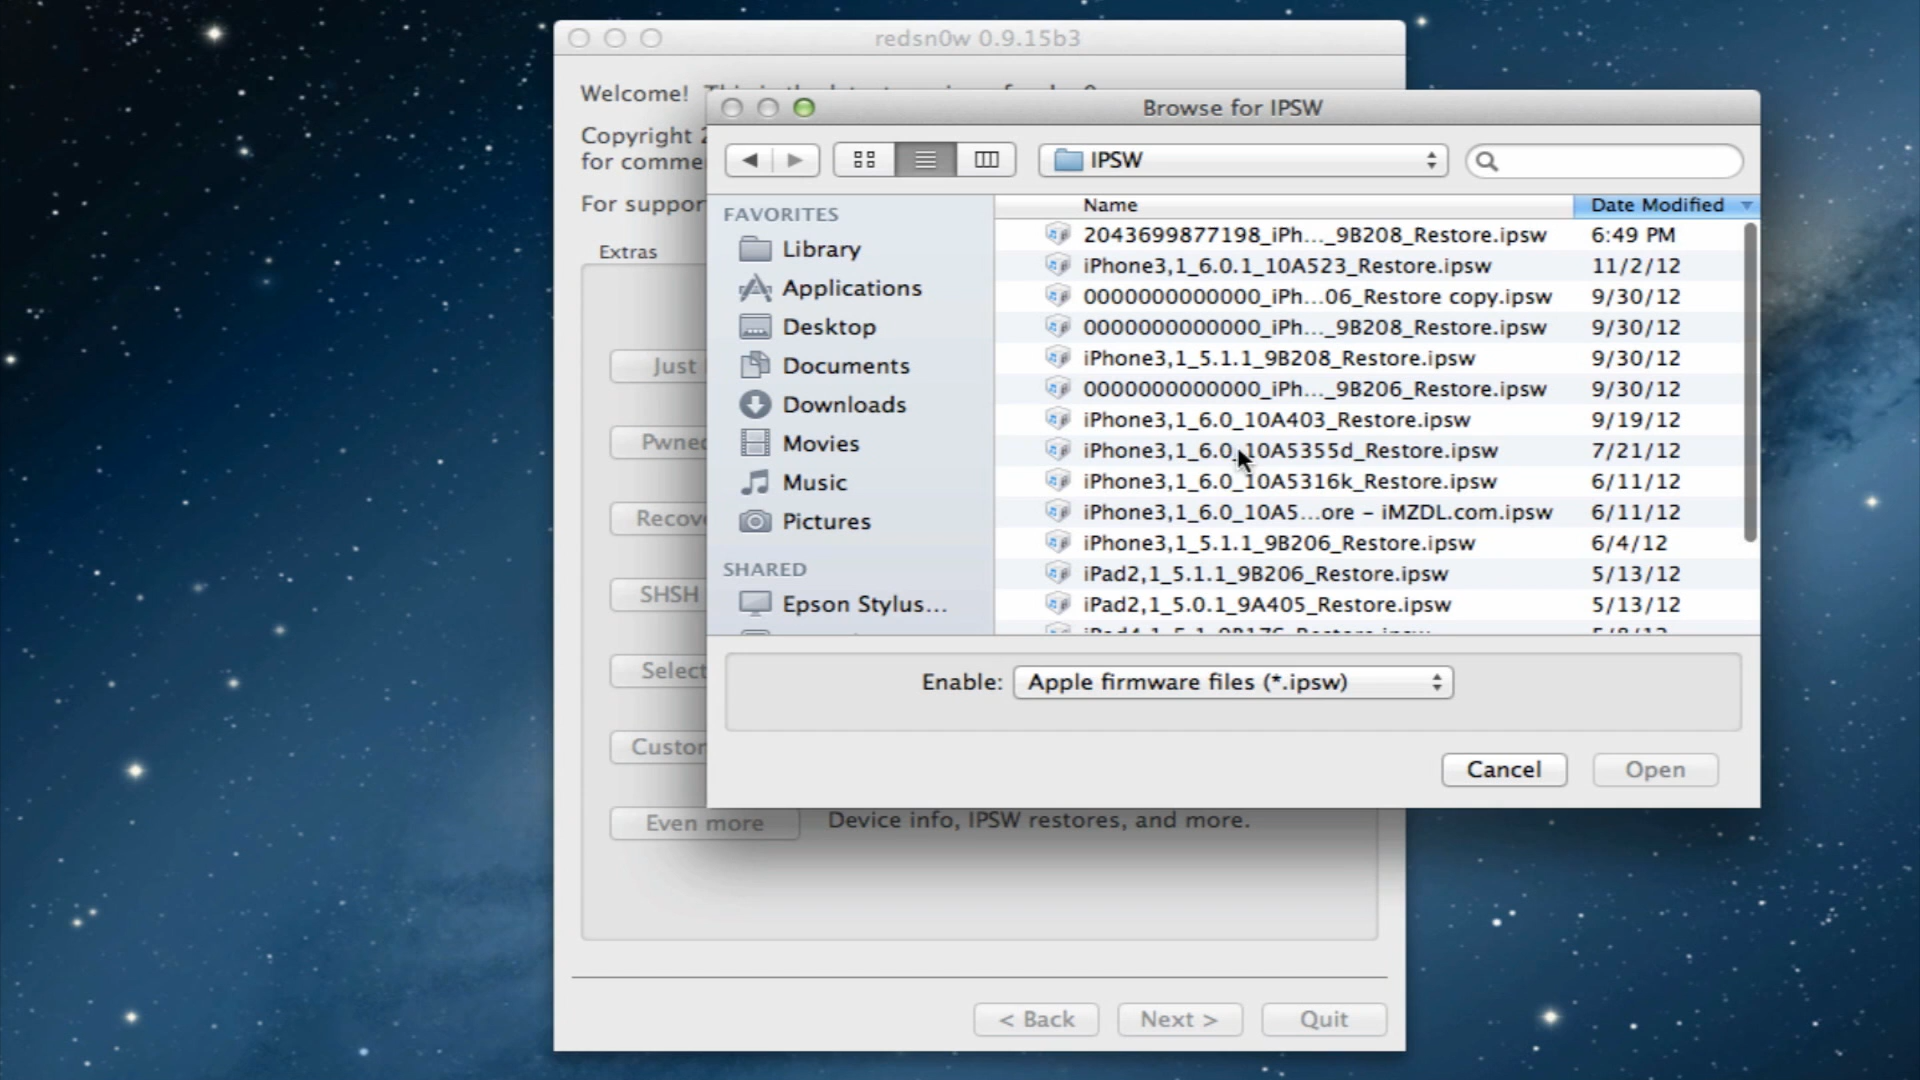 redsn0w 0.9.15b3
Welcome!
Copyright 2
for comme
For suppor
Extras
Just
Pwned
Recov
SHSH
Select
Custor
Even more
Device info, IPSW restores, and more.
< Back
Next >
Quit
Browse for IPSW
IPSW
FAVORITES
Library
Applications
Desktop
Documents
Downloads
Movies
Music
Pictures
SHARED
Epson Stylus...
Name Date Modified
2043699877198_iPh..._9B208_Restore.ipsw 6:49 PM
iPhone3,1_6.0.1_10A523_Restore.ipsw 11/2/12
0000000000000_iPh...06_Restore copy.ipsw 9/30/12
0000000000000_iPh..._9B208_Restore.ipsw 9/30/12
iPhone3,1_5.1.1_9B208_Restore.ipsw 9/30/12
0000000000000_iPh..._9B206_Restore.ipsw 9/30/12
iPhone3,1_6.0_10A403_Restore.ipsw 9/19/12
iPhone3,1_6.0_10A5355d_Restore.ipsw 7/21/12
iPhone3,1_6.0_10A5316k_Restore.ipsw 6/11/12
iPhone3,1_6.0_10A5...ore – iMZDL.com.ipsw 6/11/12
iPhone3,1_5.1.1_9B206_Restore.ipsw 6/4/12
iPad2,1_5.1.1_9B206_Restore.ipsw 5/13/12
iPad2,1_5.0.1_9A405_Restore.ipsw 5/13/12
Enable: Apple firmware files (*.ipsw)
Cancel
Open